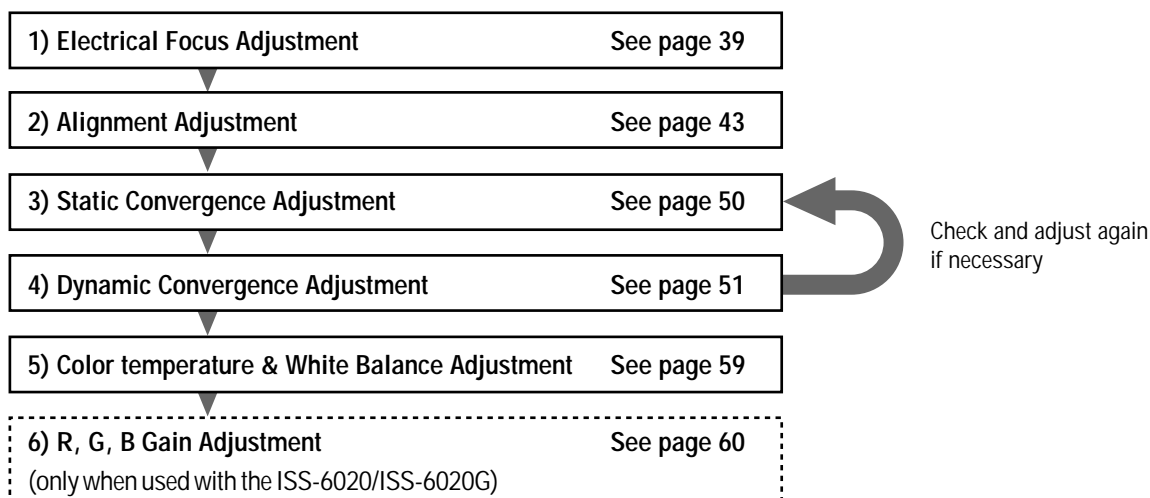 1) Electrical Focus Adjustment See page 39
2) Alignment Adjustment See page 43
3) Static Convergence Adjustment See page 50
Check and adjust again
if necessary
4) Dynamic Convergence Adjustment See page 51
5) Color temperature & White Balance Adjustment See page 59
6) R, G, B Gain Adjustment See page 60
(only when used with the ISS-6020/ISS-6020G)